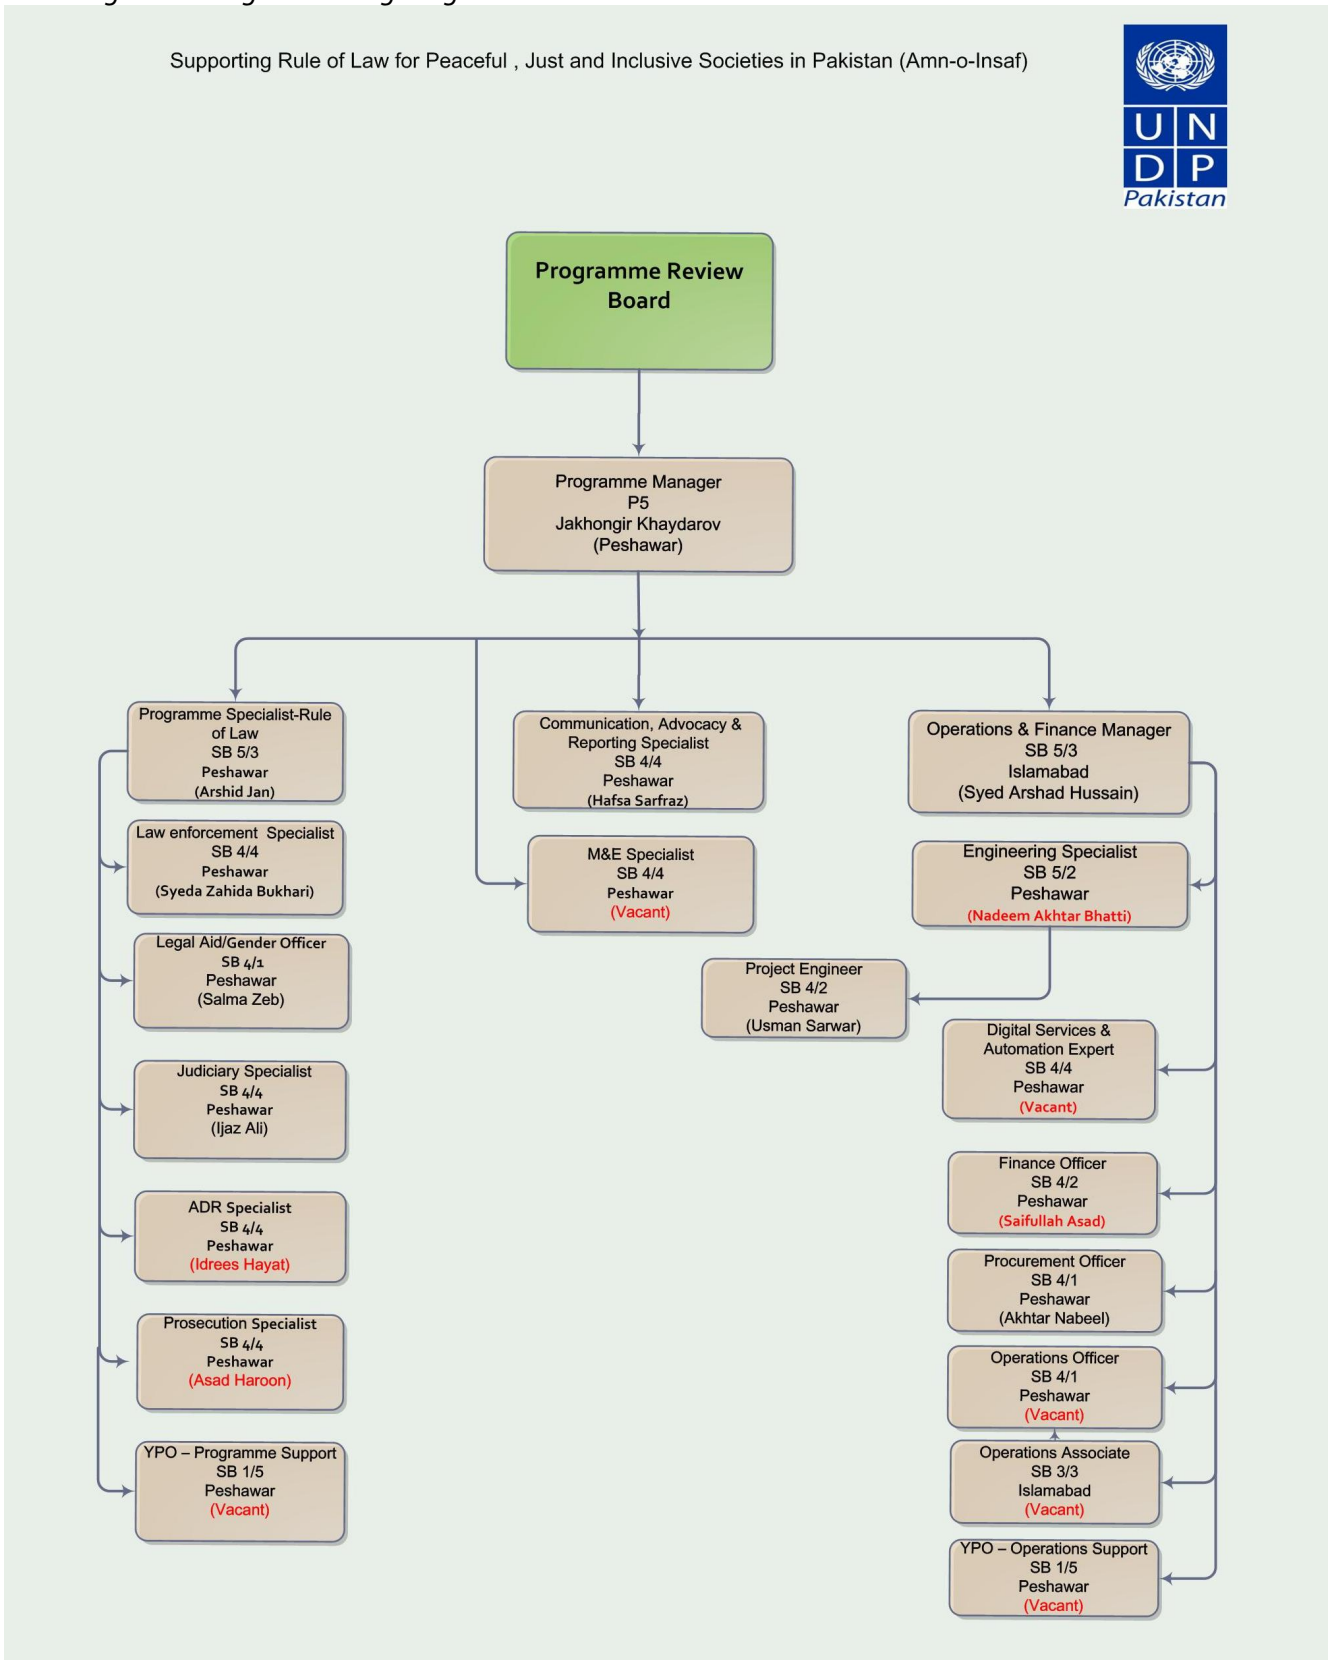 Supporting Rule of Law for Peaceful , Just and Inclusive Societies in Pakistan (Amn-o-Insaf)
U N
D P
Pakistan
Programme Review
Board
Programme Manager
P5
Jakhongir Khaydarov
(Peshawar)
Programme Specialist-Rule
of Law
SB 5/3
Peshawar
(Arshid Jan)
Law enforcement Specialist
SB 4/4
Peshawar
(Syeda Zahida Bukhari)
Legal Aid/Gender Officer
SB 4/1
Peshawar
(Salma Zeb)
Judiciary Specialist
SB 4/4
Peshawar
(Ijaz Ali)
ADR Specialist
SB 4/4
Peshawar
(Idrees Hayat)
Prosecution Specialist
SB 4/4
Peshawar
(Asad Haroon)
YPO – Programme Support
SB 1/5
Peshawar
(Vacant)
Communication, Advocacy &
Reporting Specialist
SB 4/4
Peshawar
(Hafsa Sarfraz)
M&E Specialist
SB 4/4
Peshawar
(Vacant)
Operations & Finance Manager
SB 5/3
Islamabad
(Syed Arshad Hussain)
Engineering Specialist
SB 5/2
Peshawar
(Nadeem Akhtar Bhatti)
Project Engineer
SB 4/2
Peshawar
(Usman Sarwar)
Digital Services &
Automation Expert
SB 4/4
Peshawar
(Vacant)
Finance Officer
SB 4/2
Peshawar
(Saifullah Asad)
Procurement Officer
SB 4/1
Peshawar
(Akhtar Nabeel)
Operations Officer
SB 4/1
Peshawar
(Vacant)
Operations Associate
SB 3/3
Islamabad
(Vacant)
YPO – Operations Support
SB 1/5
Peshawar
(Vacant)